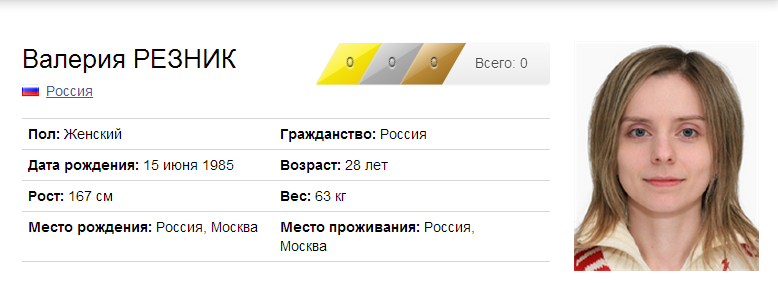 Валерия РЕЗНИК
0 0 0 Всего: 0
Россия
Пол: Женский Гражданство: Россия
Дата рождения: 15 июня 1985 Возраст: 28 лет
Рост: 167 см Вес: 63 кг
Место рождения: Россия, Москва Место проживания: Россия,
Москва